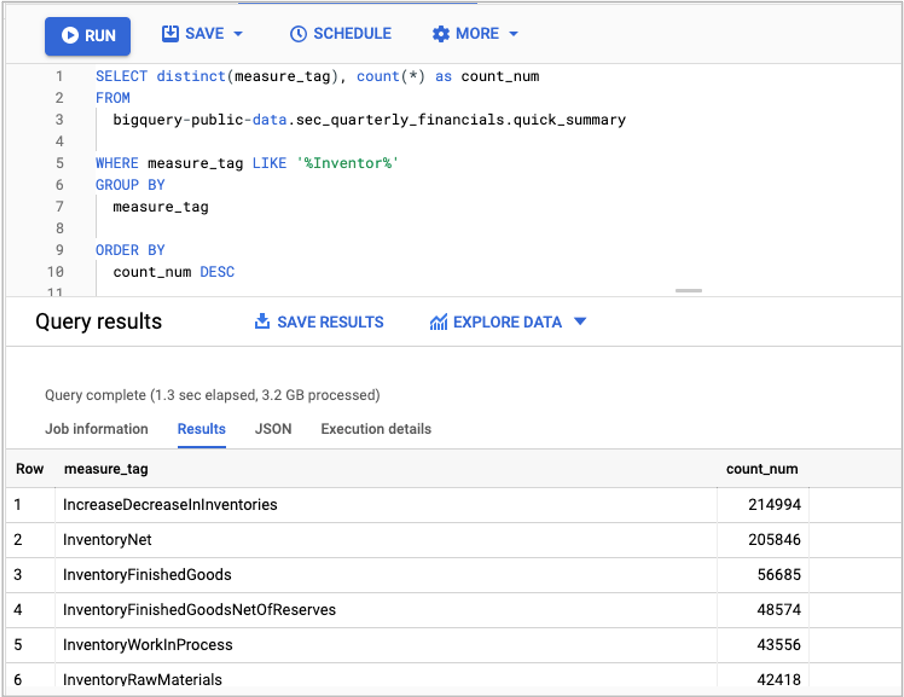 RUN SAVE SCHEDULE MORE
1 SELECT distinct(measure_tag), count(*) as count_num
2 FROM
3 bigquery-public-data.sec_quarterly_financials.quick_summary
4
5 WHERE measure_tag LIKE '%Inventor%'
6 GROUP BY
7 measure_tag
8
9 ORDER BY
10 count_num DESC
11
Query results SAVE RESULTS EXPLORE DATA
Query complete (1.3 sec elapsed, 3.2 GB processed)
Job information Results JSON Execution details
Row measure_tag count_num
1 IncreaseDecreaseInInventories 214994
2 InventoryNet 205846
3 InventoryFinishedGoods 56685
4 InventoryFinishedGoodsNetOfReserves 48574
5 InventoryWorkInProcess 43556
6 InventoryRawMaterials 42418